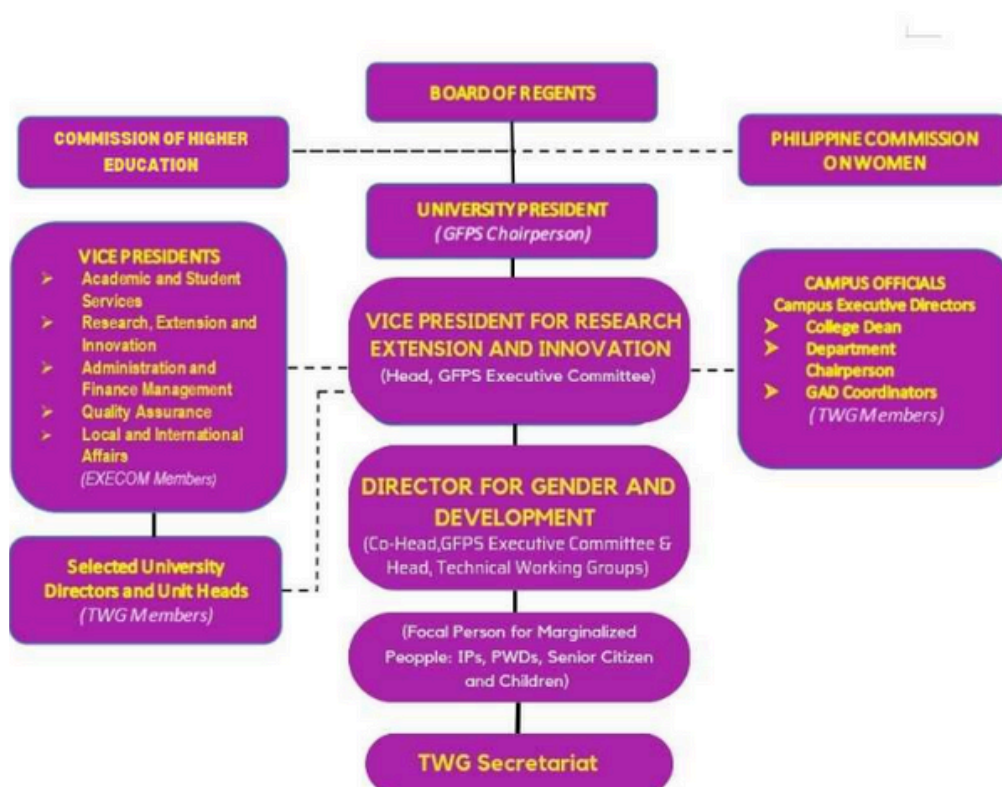 BOARD OF REGENTS
COMMISSION OF HIGHER
EDUCATION
PHILIPPINE COMMISSION
ON WOMEN
UNIVERSITY PRESIDENT
(GFPS Chairperson)
VICE PRESIDENTS
➤ Academic and Student
Services
➤ Research, Extension and
Innovation
➤ Administration and
Finance Management
➤ Quality Assurance
➤ Local and International
Affairs
(EXECOM Members)
VICE PRESIDENT FOR RESEARCH
EXTENSION AND INNOVATION
(Head, GFPS Executive Committee)
CAMPUS OFFICIALS
Campus Executive Directors
➤ College Dean
➤ Department
Chairperson
➤ GAD Coordinators
(TWG Members)
DIRECTOR FOR GENDER AND
DEVELOPMENT
(Co-Head,GFPS Executive Committee &
Head, Technical Working Groups)
Selected University
Directors and Unit Heads
(TWG Members)
(Focal Person for Marginalized
Peopple: IPs, PWDs, Senior Citizen
and Children)
TWG Secretariat